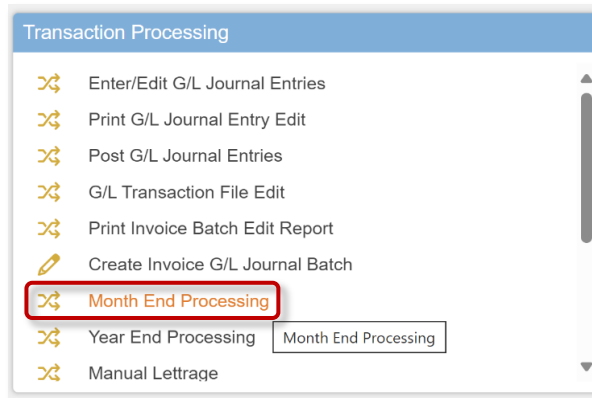 Transaction Processing
Enter/Edit G/L Journal Entries
Print G/L Journal Entry Edit
Post G/L Journal Entries
G/L Transaction File Edit
Print Invoice Batch Edit Report
Create Invoice G/L Journal Batch
Month End Processing
Year End Processing Month End Processing
Manual Lettrage